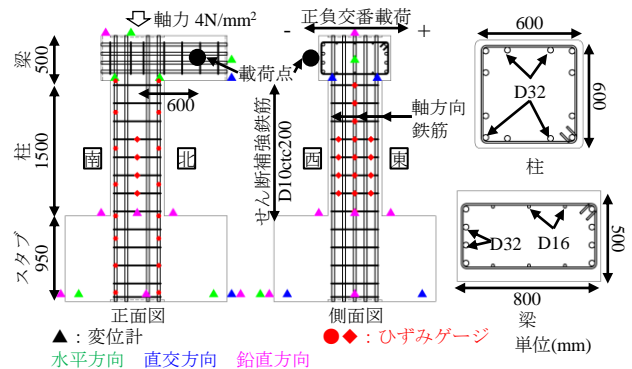 軸力 4N/mm²
正負交番載荷
- +
600
梁
500
載荷点
D32
600
600
柱
1500
南
北
せん断補強鉄筋
D10ctc200
軸方向
鉄筋
西
東
柱
スタブ
950
D32
D16
500
800
梁
正面図
側面図
単位(mm)
▲:変位計
●◆:ひずみゲージ
水平方向 直交方向 鉛直方向